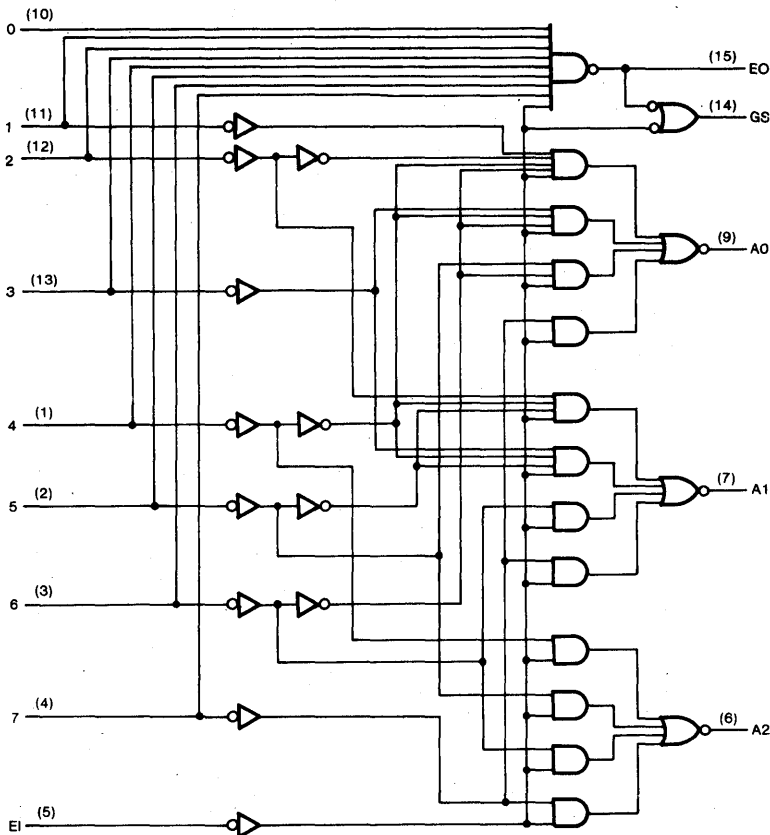 0 (10)
(15) EO
(14) GS
1 (11)
2 (12)
(9) A0
3 (13)
4 (1)
(7) A1
5 (2)
6 (3)
7 (4)
(6) A2
EI (5)